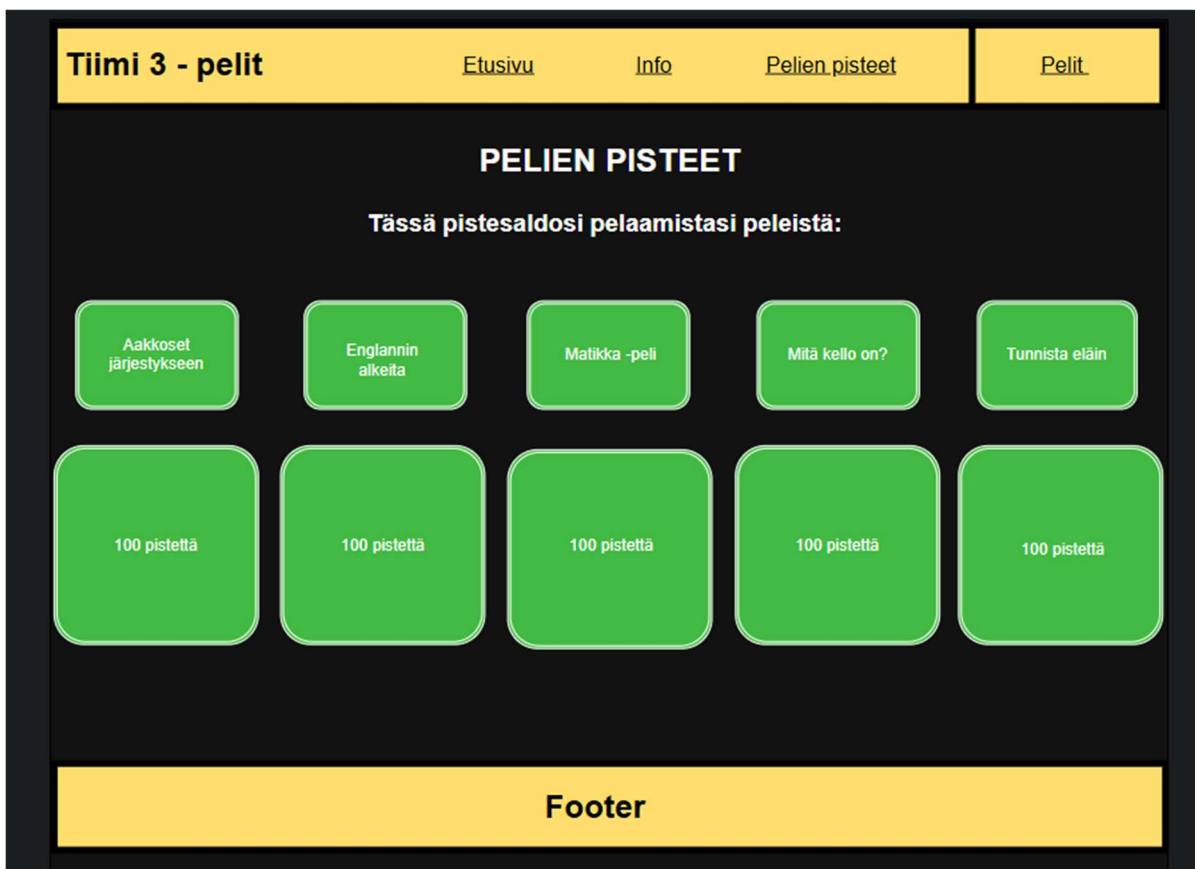 Tiimi 3 - pelit
Etusivu
Info
Pelien pisteet
Pelit
PELIEN PISTEET
Tässä pistesaldosi pelaamistasi peleistä:
Aakkoset
järjestykseen
Englannin
alkeita
Matikka -peli
Mitä kello on?
Tunnista eläin
100 pistettä
100 pistettä
100 pistettä
100 pistettä
100 pistettä
Footer